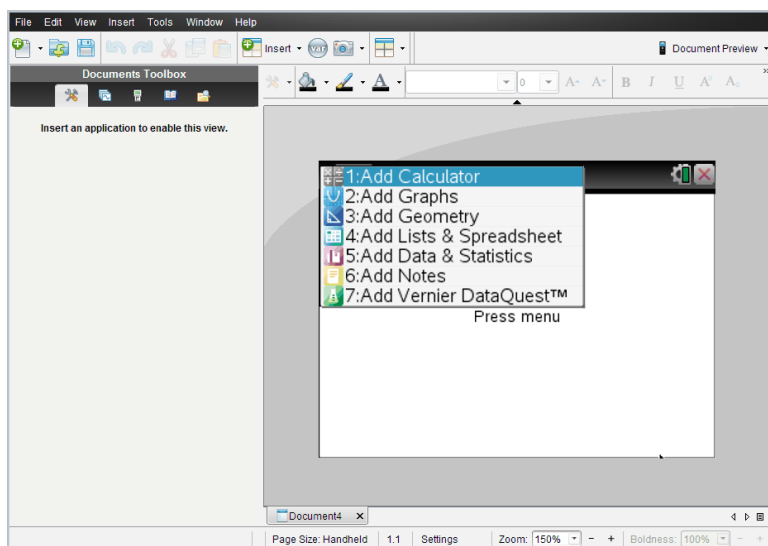 File Edit View Insert Tools Window Help
Insert var Document Preview
Documents Toolbox
0 A A B I U A A
Insert an application to enable this view.
1:Add Calculator
2:Add Graphs
3:Add Geometry
4:Add Lists & Spreadsheet
5:Add Data & Statistics
6:Add Notes
7:Add Vernier DataQuest™
Press menu
Document4
Page Size: Handheld 1.1 Settings Zoom: 150% - + Boldness: 100% - +